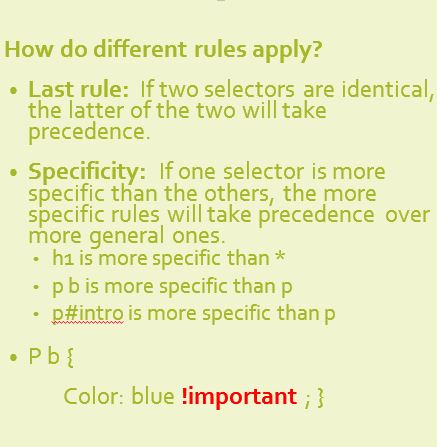 How do different rules apply?
• Last rule: If two selectors are identical,
the latter of the two will take
precedence.
• Specificity: If one selector is more
specific than the others, the more
specific rules will take precedence over
more general ones.
• h1 is more specific than *
• p b is more specific than p
• p#intro is more specific than p
• P b {
Color: blue !important ; }